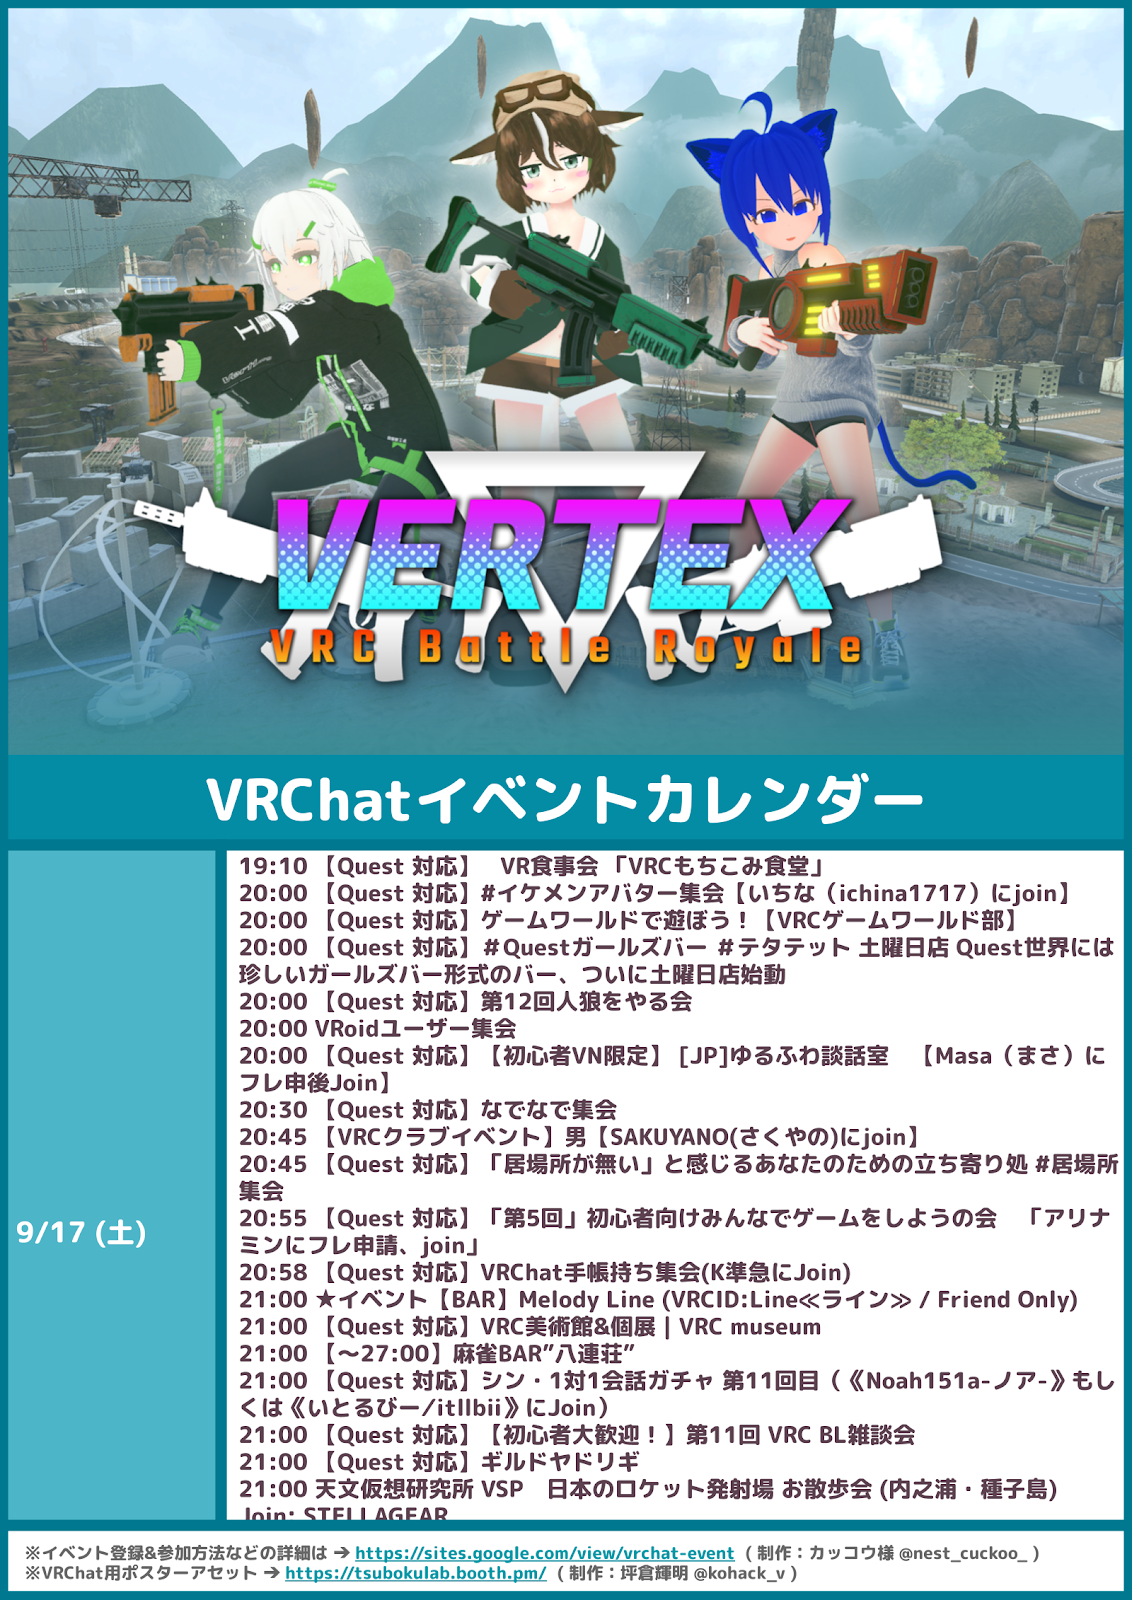 VERTEX
VRC Battle Royale
VRChatイベントカレンダー
9/17 (土)
19:10 【Quest 対応】　VR食事会 「VRCもちこみ食堂」
20:00 【Quest 対応】#イケメンアバター集会【いちな（ichina1717）にjoin】
20:00 【Quest 対応】ゲームワールドで遊ぼう！【VRCゲームワールド部】
20:00 【Quest 対応】＃Questガールズバー ＃テタテット 土曜日店 Quest世界には
珍しいガールズバー形式のバー、ついに土曜日店始動
20:00 【Quest 対応】第12回人狼をやる会
20:00 VRoidユーザー集会
20:00 【Quest 対応】【初心者VN限定】 [JP]ゆるふわ談話室　【Masa（まさ）に
フレ申後Join】
20:30 【Quest 対応】なでなで集会
20:45 【VRCクラブイベント】男【SAKUYANO(さくやの)にjoin】
20:45 【Quest 対応】「居場所が無い」と感じるあなたのための立ち寄り処 #居場所
集会
20:55 【Quest 対応】「第5回」初心者向けみんなでゲームをしようの会　「アリナ
ミンにフレ申請、join」
20:58 【Quest 対応】VRChat手帳持ち集会(K準急にJoin)
21:00 ★イベント【BAR】Melody Line (VRCID:Line≪ライン≫ / Friend Only)
21:00 【Quest 対応】VRC美術館&個展 | VRC museum
21:00 【～27:00】麻雀BAR”八連荘”
21:00 【Quest 対応】シン・1対1会話ガチャ 第11回目（《Noah151a-ノア-》もし
くは《いとるびー/itllbii》にJoin）
21:00 【Quest 対応】【初心者大歓迎！】第11回 VRC BL雑談会
21:00 【Quest 対応】ギルドヤドリギ
21:00 天文仮想研究所 VSP　日本のロケット発射場 お散歩会 (内之浦・種子島)
Join: STELLAGEAR
※イベント登録&参加方法などの詳細は → https://sites.google.com/view/vrchat-event （ 制作：カッコウ様 @nest_cuckoo_ ）
※VRChat用ポスターアセット → https://tsubokulab.booth.pm/ （ 制作：坪倉輝明 @kohack_v ）